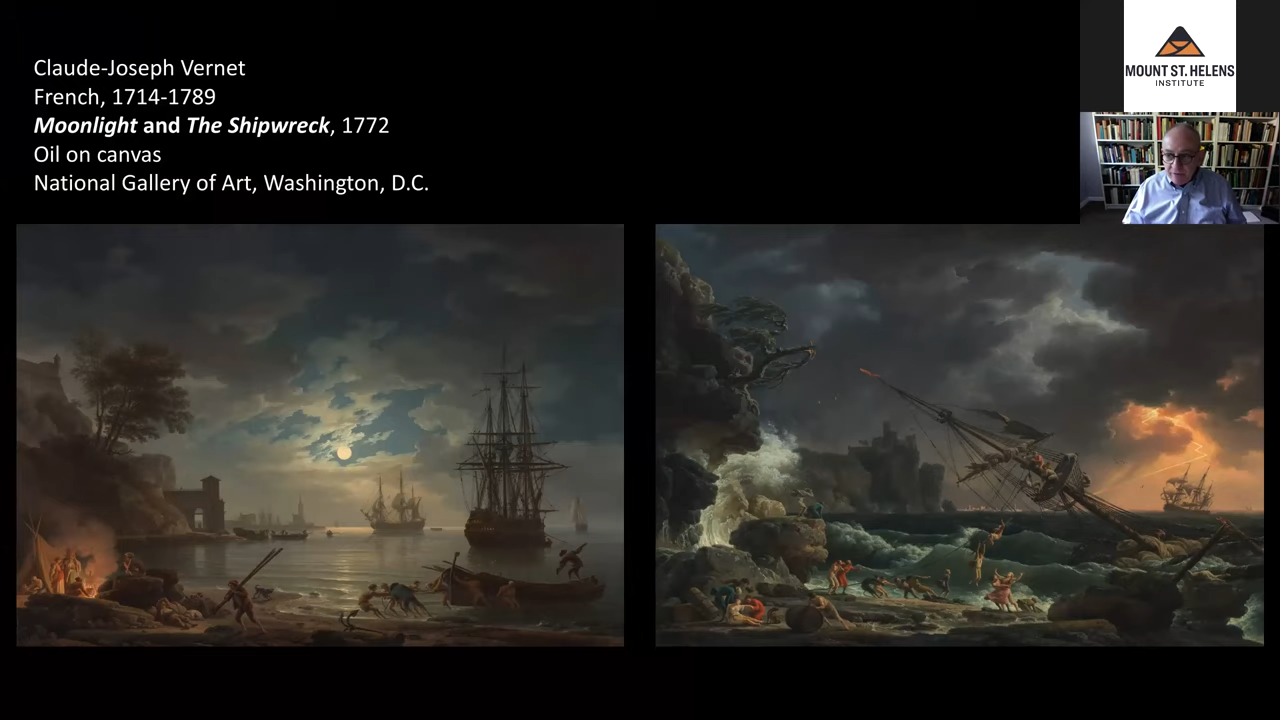 Claude-Joseph Vernet
French, 1714-1789
Moonlight and The Shipwreck, 1772
Oil on canvas
National Gallery of Art, Washington, D.C.
MOUNT ST. HELENS
INSTITUTE